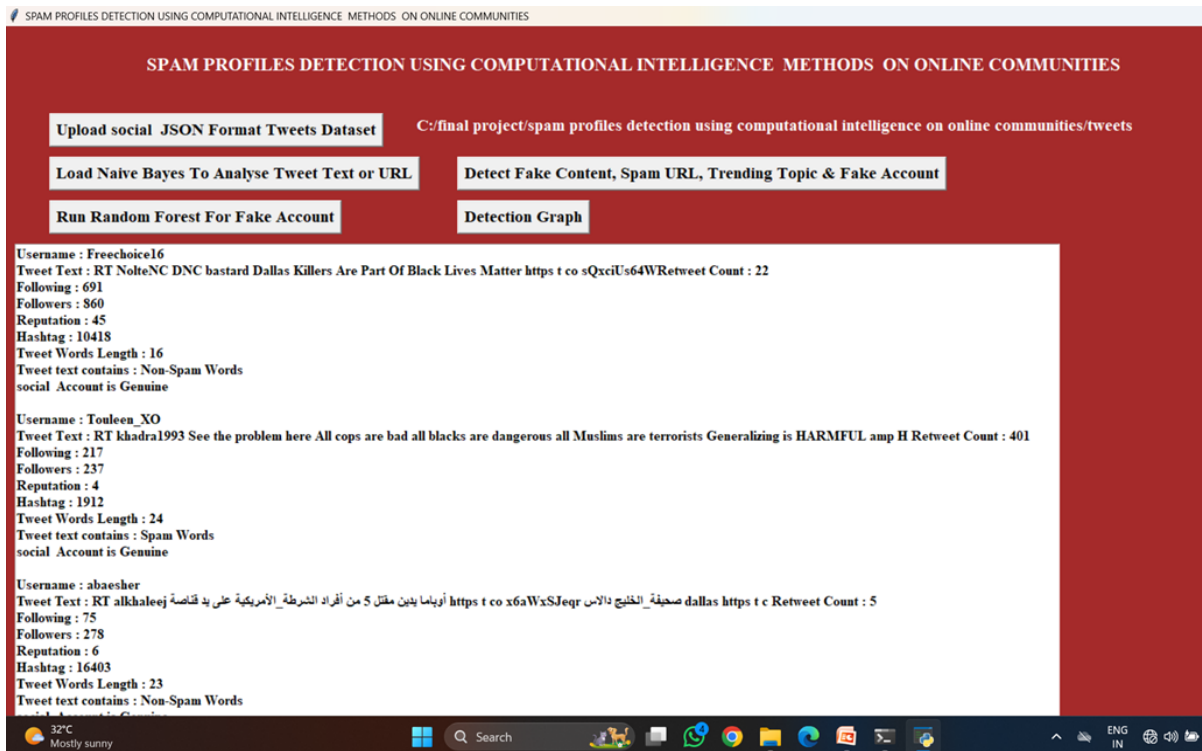 SPAM PROFILES DETECTION USING COMPUTATIONAL INTELLIGENCE METHODS ON ONLINE COMMUNITIES
SPAM PROFILES DETECTION USING COMPUTATIONAL INTELLIGENCE METHODS ON ONLINE COMMUNITIES
Upload social JSON Format Tweets Dataset
C:/final project/spam profiles detection using computational intelligence on online communities/tweets
Load Naive Bayes To Analyse Tweet Text or URL
Detect Fake Content, Spam URL, Trending Topic & Fake Account
Run Random Forest For Fake Account
Detection Graph
Username : Freechoice16
Tweet Text : RT NolteNC DNC bastard Dallas Killers Are Part Of Black Lives Matter https t co sQxciUs64WRetweet Count : 22
Following : 691
Followers : 860
Reputation : 45
Hashtag : 10418
Tweet Words Length : 16
Tweet text contains : Non-Spam Words
social Account is Genuine
Username : Touleen_XO
Tweet Text : RT khadra1993 See the problem here All cops are bad all blacks are dangerous all Muslims are terrorists Generalizing is HARMFUL amp H Retweet Count : 401
Following : 217
Followers : 237
Reputation : 4
Hashtag : 1912
Tweet Words Length : 24
Tweet text contains : Spam Words
social Account is Genuine
Username : abaesher
Tweet Text : RT alkhaleej أوباما يدين مقتل 5 من أفراد الشرطة_الأمريكية على يد قناصة https t co x6aWxSJeqr صحيفة_الخليج دالاس dallas https t c Retweet Count : 5
Following : 75
Followers : 278
Reputation : 6
Hashtag : 16403
Tweet Words Length : 23
Tweet text contains : Non-Spam Words
social Account is Genuine
32°C
Mostly sunny
Search
4
ENG
IN